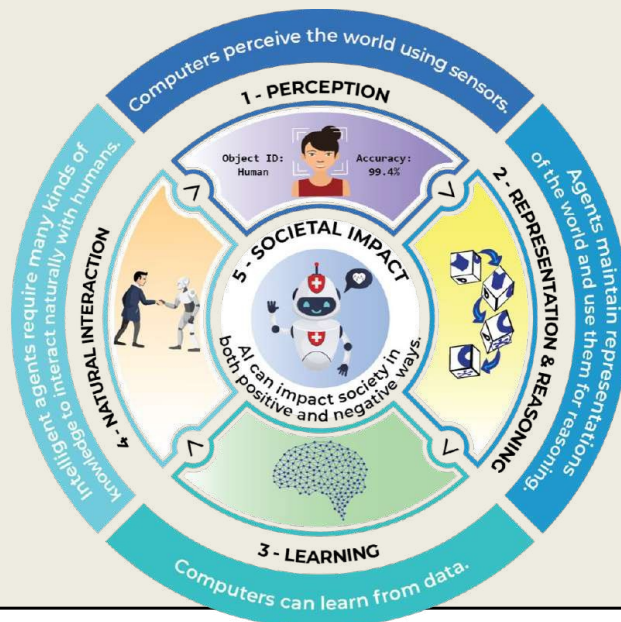 Computers perceive the world using sensors.
1 - PERCEPTION
Object ID:
Human
Accuracy:
99.4%
Agents maintain representations
of the world and use them for reasoning.
2 - REPRESENTATION & REASONING
3 - LEARNING
Computers can learn from data.
Intelligent agents require many kinds of
knowledge to interact naturally with humans.
4 - NATURAL INTERACTION
5 - SOCIETAL IMPACT
AI can impact society in
both positive and negative ways.